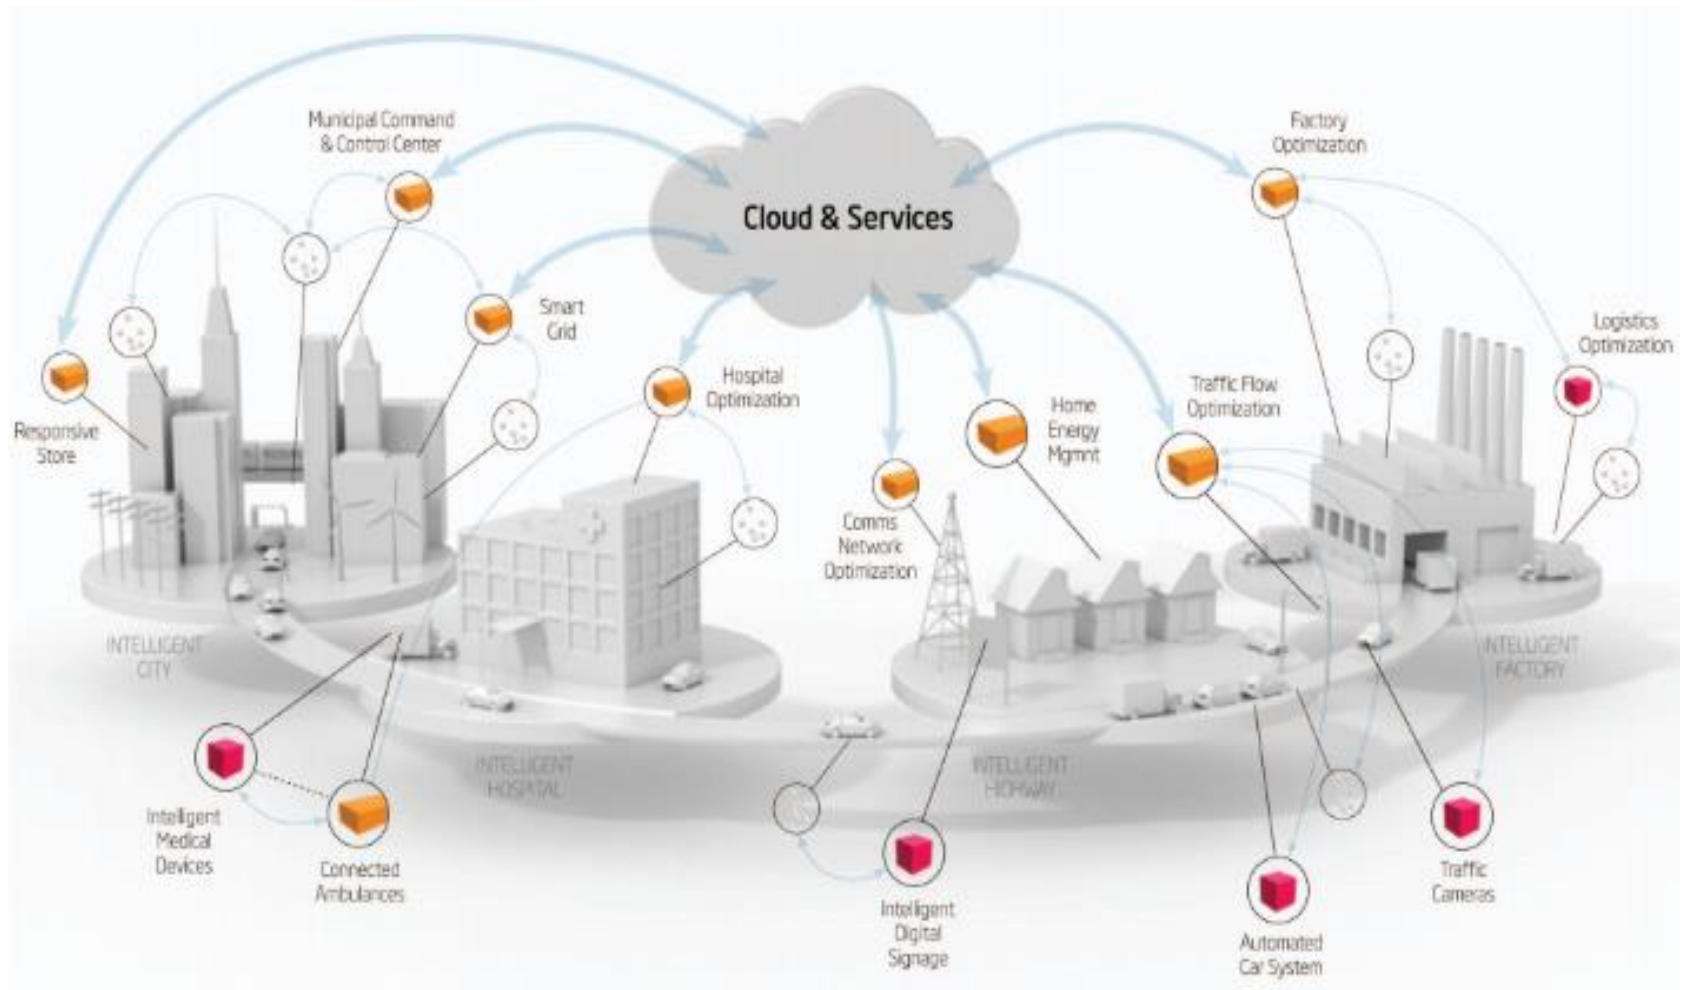 Municipal Command
& Control Center
Factory
Optimization
Cloud & Services
Smart
Grid
Logistics
Optimization
Responsive
Store
Hospital
Optimization
Home
Energy
Mgmnt
Traffic Flow
Optimization
Comms
Network
Optimization
INTELLIGENT
CITY
INTELLIGENT
FACTORY
INTELLIGENT
HOSPITAL
INTELLIGENT
HIGHWAY
Intelligent
Medical
Devices
Connected
Ambulances
Intelligent
Digital
Signage
Automated
Car System
Traffic
Cameras